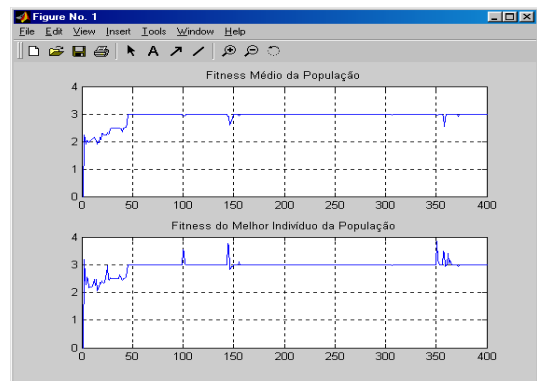 Figure No. 1
File Edit View Insert Tools Window Help
A
Fitness Médio da População
4
3
2
1
0
0 50 100 150 200 250 300 350 400
Fitness do Melhor Indivíduo da População
4
3
2
1
0
0 50 100 150 200 250 300 350 400